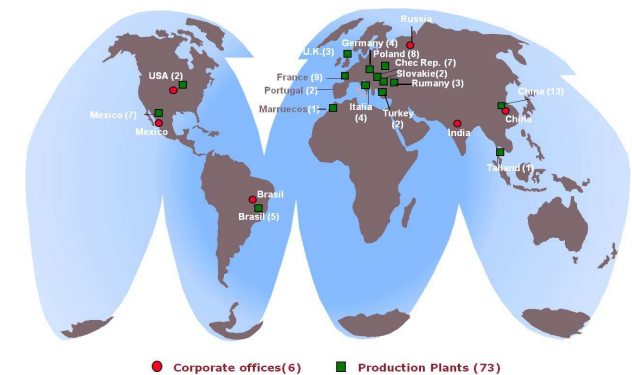 Russia
U.K.(3)
Germany (4)
Poland (8)
Chec Rep. (7)
USA (2)
France (9)
Slovakie(2)
Rumany (3)
Portugal (2)
China (13)
Mexico (7)
Marruecos(1)
Italia
(4)
Turkey
(2)
China
Mexico
India
Tailand (1)
Brasil
Brasil (5)
Corporate offices(6)
Production Plants (73)